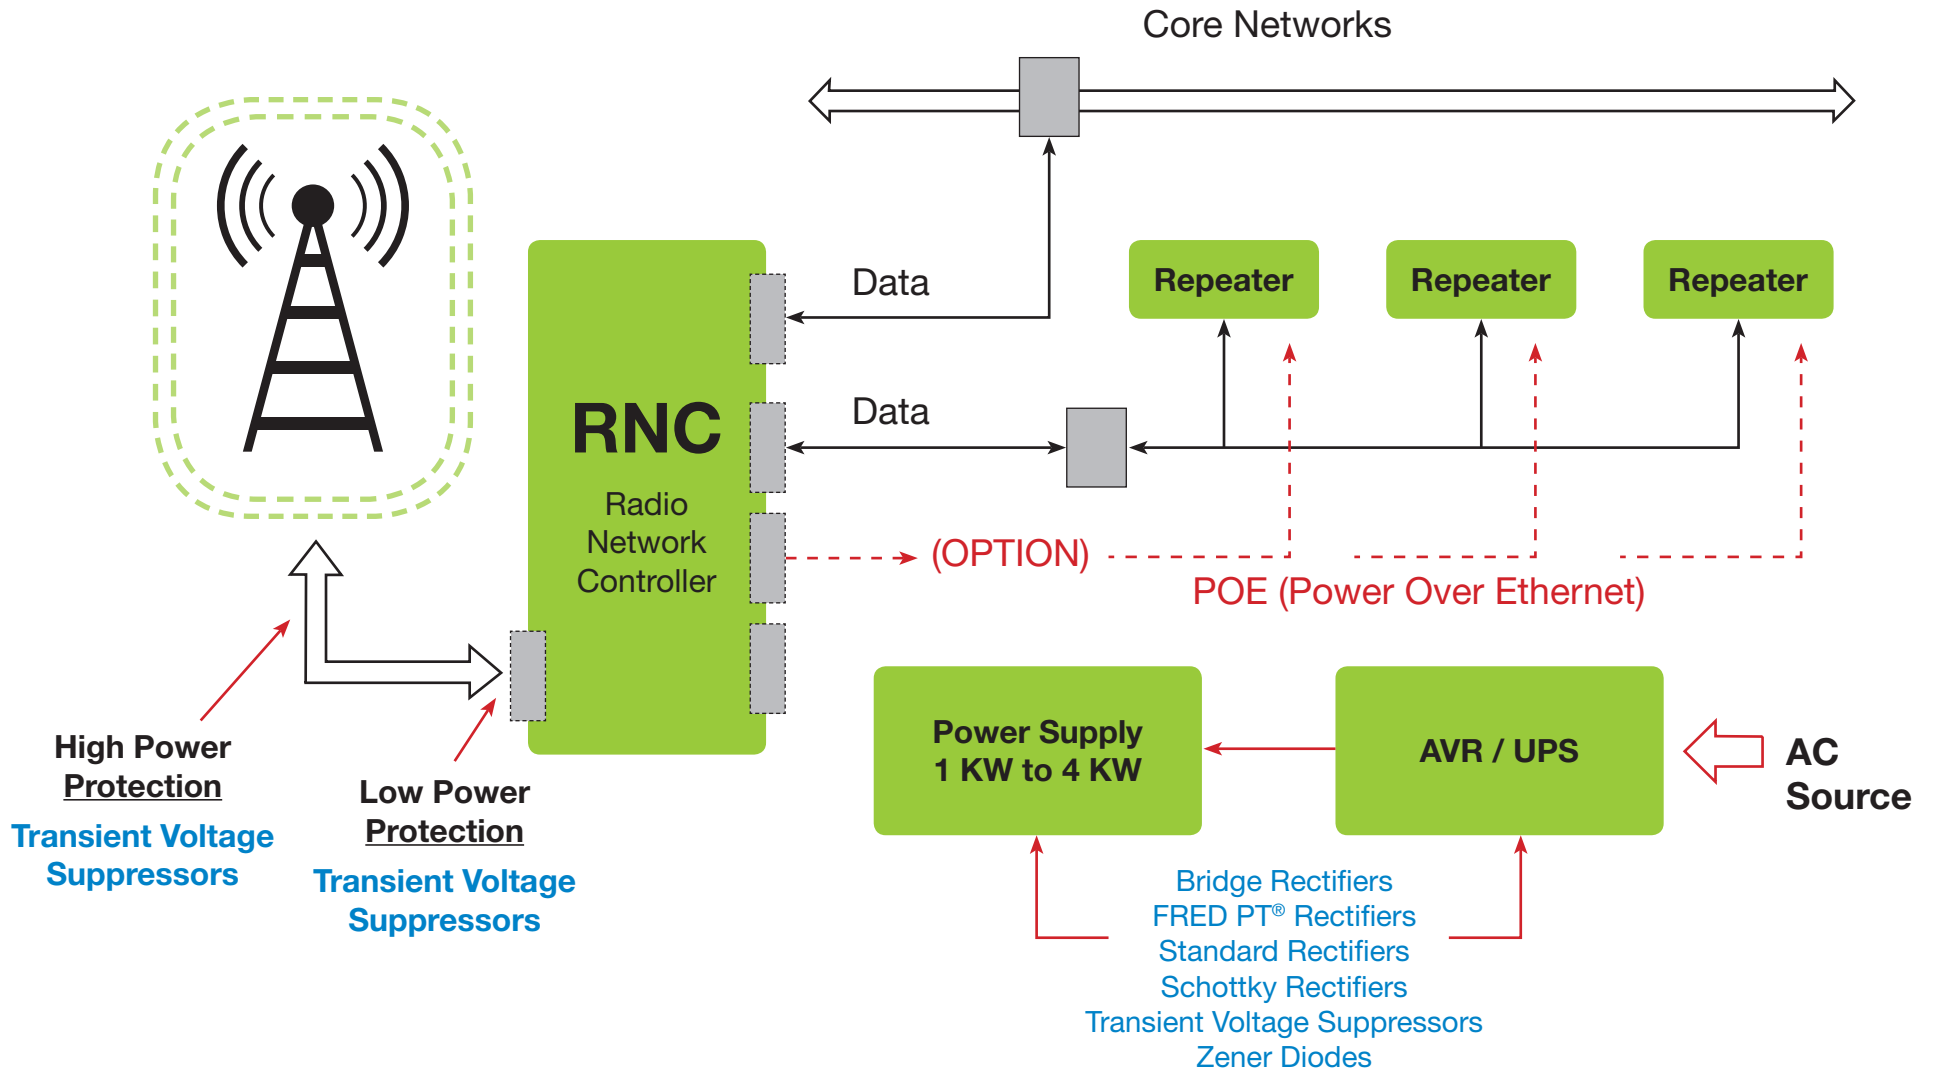 Core Networks
Data
Repeater
Repeater
Repeater
RNC
Radio
Network
Controller
Data
(OPTION)
POE (Power Over Ethernet)
High Power
Protection
Transient Voltage
Suppressors
Low Power
Protection
Transient Voltage
Suppressors
Power Supply
1 KW to 4 KW
AVR / UPS
AC
Source
Bridge Rectifiers
FRED PT® Rectifiers
Standard Rectifiers
Schottky Rectifiers
Transient Voltage Suppressors
Zener Diodes